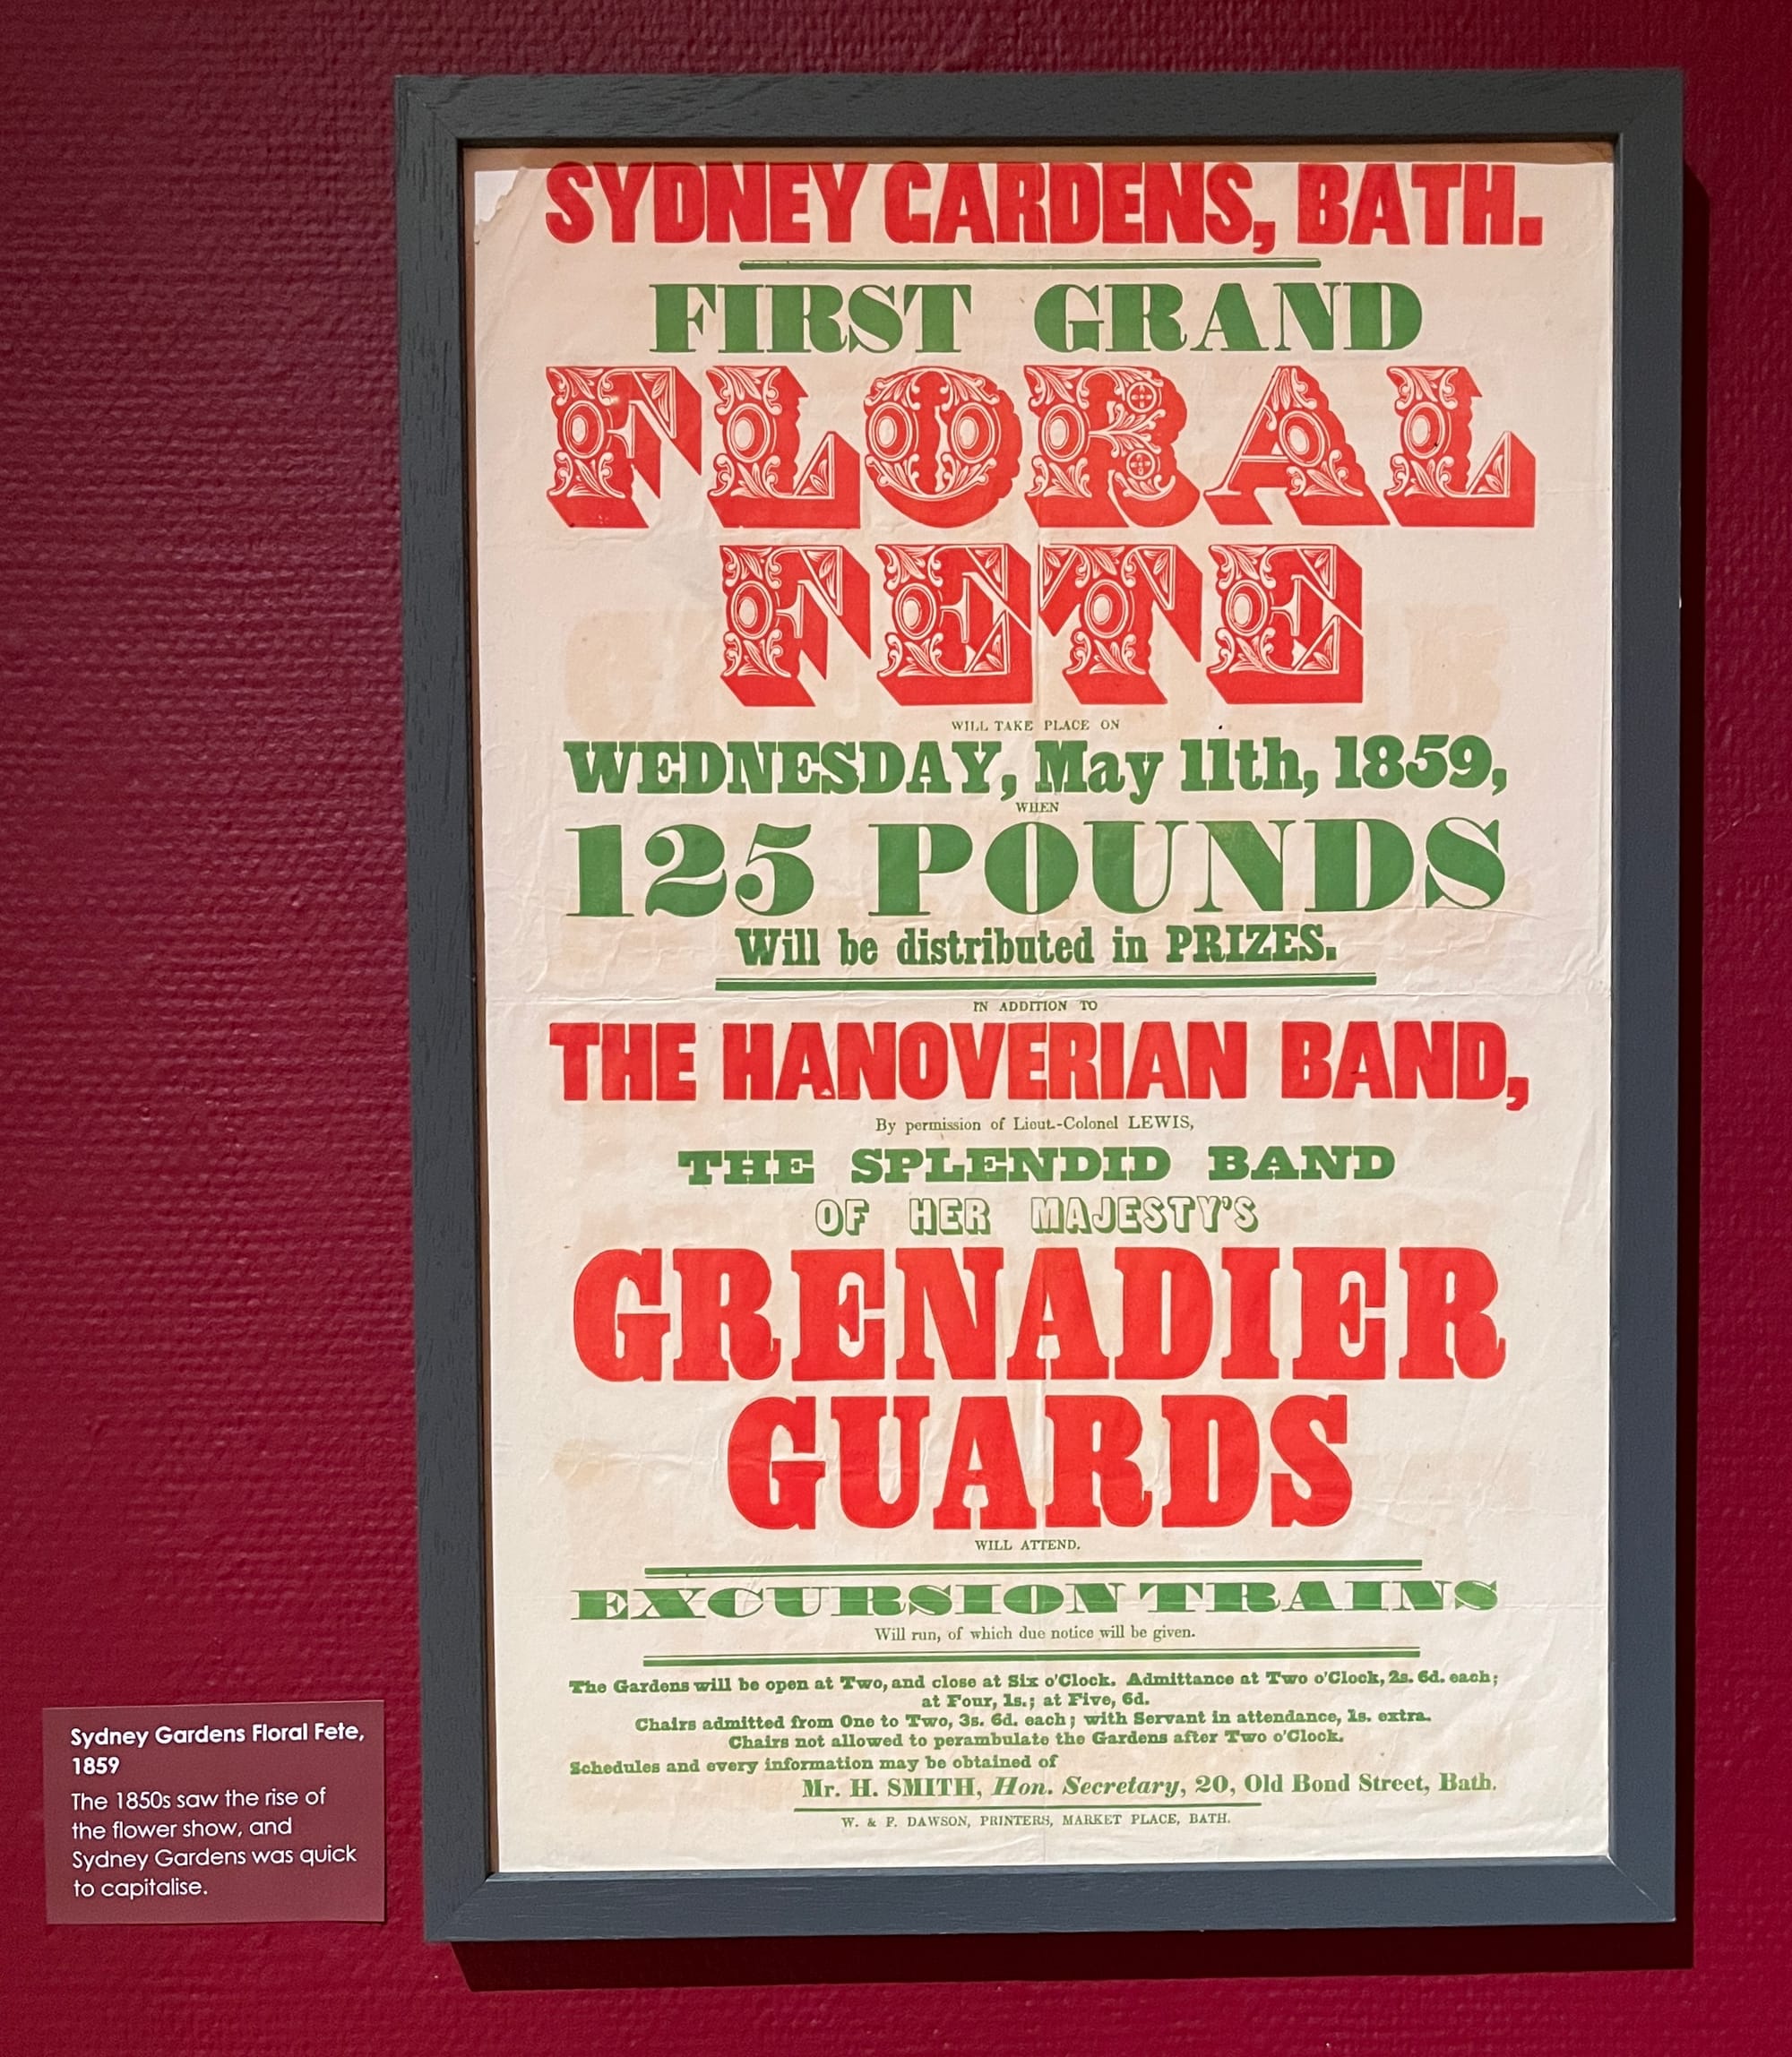 SYDNEY GARDENS, BATH.
FIRST GRAND
FLORAL
FETE
WILL TAKE PLACE ON
WEDNESDAY, May 11th, 1859,
WHEN
125 POUNDS
Will be distributed in PRIZES.
IN ADDITION TO
THE HANOVERIAN BAND,
By permission of Lieut.-Colonel LEWIS,
THE SPLENDID BAND
OF HER MAJESTY'S
GRENADIER
GUARDS
WILL ATTEND.
EXCURSION TRAINS
Will run, of which due notice will be given.
The Gardens will be open at Two, and close at Six o'Clock. Admittance at Two o'Clock, 2s. 6d. each;
at Four, 1s.; at Five, 6d.
Chairs admitted from One to Two, 3s. 6d. each; with Servant in attendance, 1s. extra.
Chairs not allowed to perambulate the Gardens after Two o'Clock.
Schedules and every information may be obtained of
Mr. H. SMITH, Hon. Secretary, 20, Old Bond Street, Bath.
W. & F. DAWSON, PRINTERS, MARKET PLACE, BATH.
Sydney Gardens Floral Fete,
1859
The 1850s saw the rise of
the flower show, and
Sydney Gardens was quick
to capitalise.